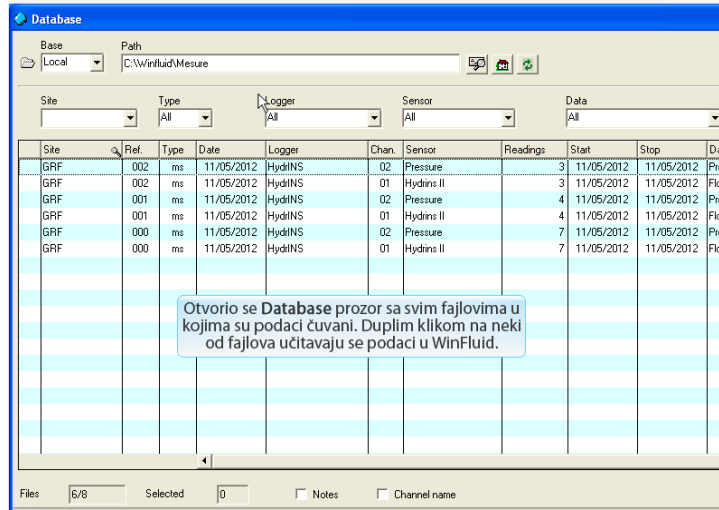 Database
Base Path
Local C:\Winfluid\Mesure
Site Type Logger Sensor Data
All All All All
Site Ref. Type Date Logger Chan. Sensor Readings Start Stop Da
GRF 002 ms 11/05/2012 HydrINS 02 Pressure 3 11/05/2012 11/05/2012 Pre
GRF 002 ms 11/05/2012 HydrINS 01 Hydrins II 3 11/05/2012 11/05/2012 Flo
GRF 001 ms 11/05/2012 HydrINS 02 Pressure 4 11/05/2012 11/05/2012 Pre
GRF 001 ms 11/05/2012 HydrINS 01 Hydrins II 4 11/05/2012 11/05/2012 Flo
GRF 000 ms 11/05/2012 HydrINS 02 Pressure 7 11/05/2012 11/05/2012 Pre
GRF 000 ms 11/05/2012 HydrINS 01 Hydrins II 7 11/05/2012 11/05/2012 Flo
Otvorio se Database prozor sa svim fajlovima u
kojima su podaci čuvani. Duplim klikom na neki
od fajlova učitavaju se podaci u WinFluid.
Files 6/8 Selected 0 Notes Channel name